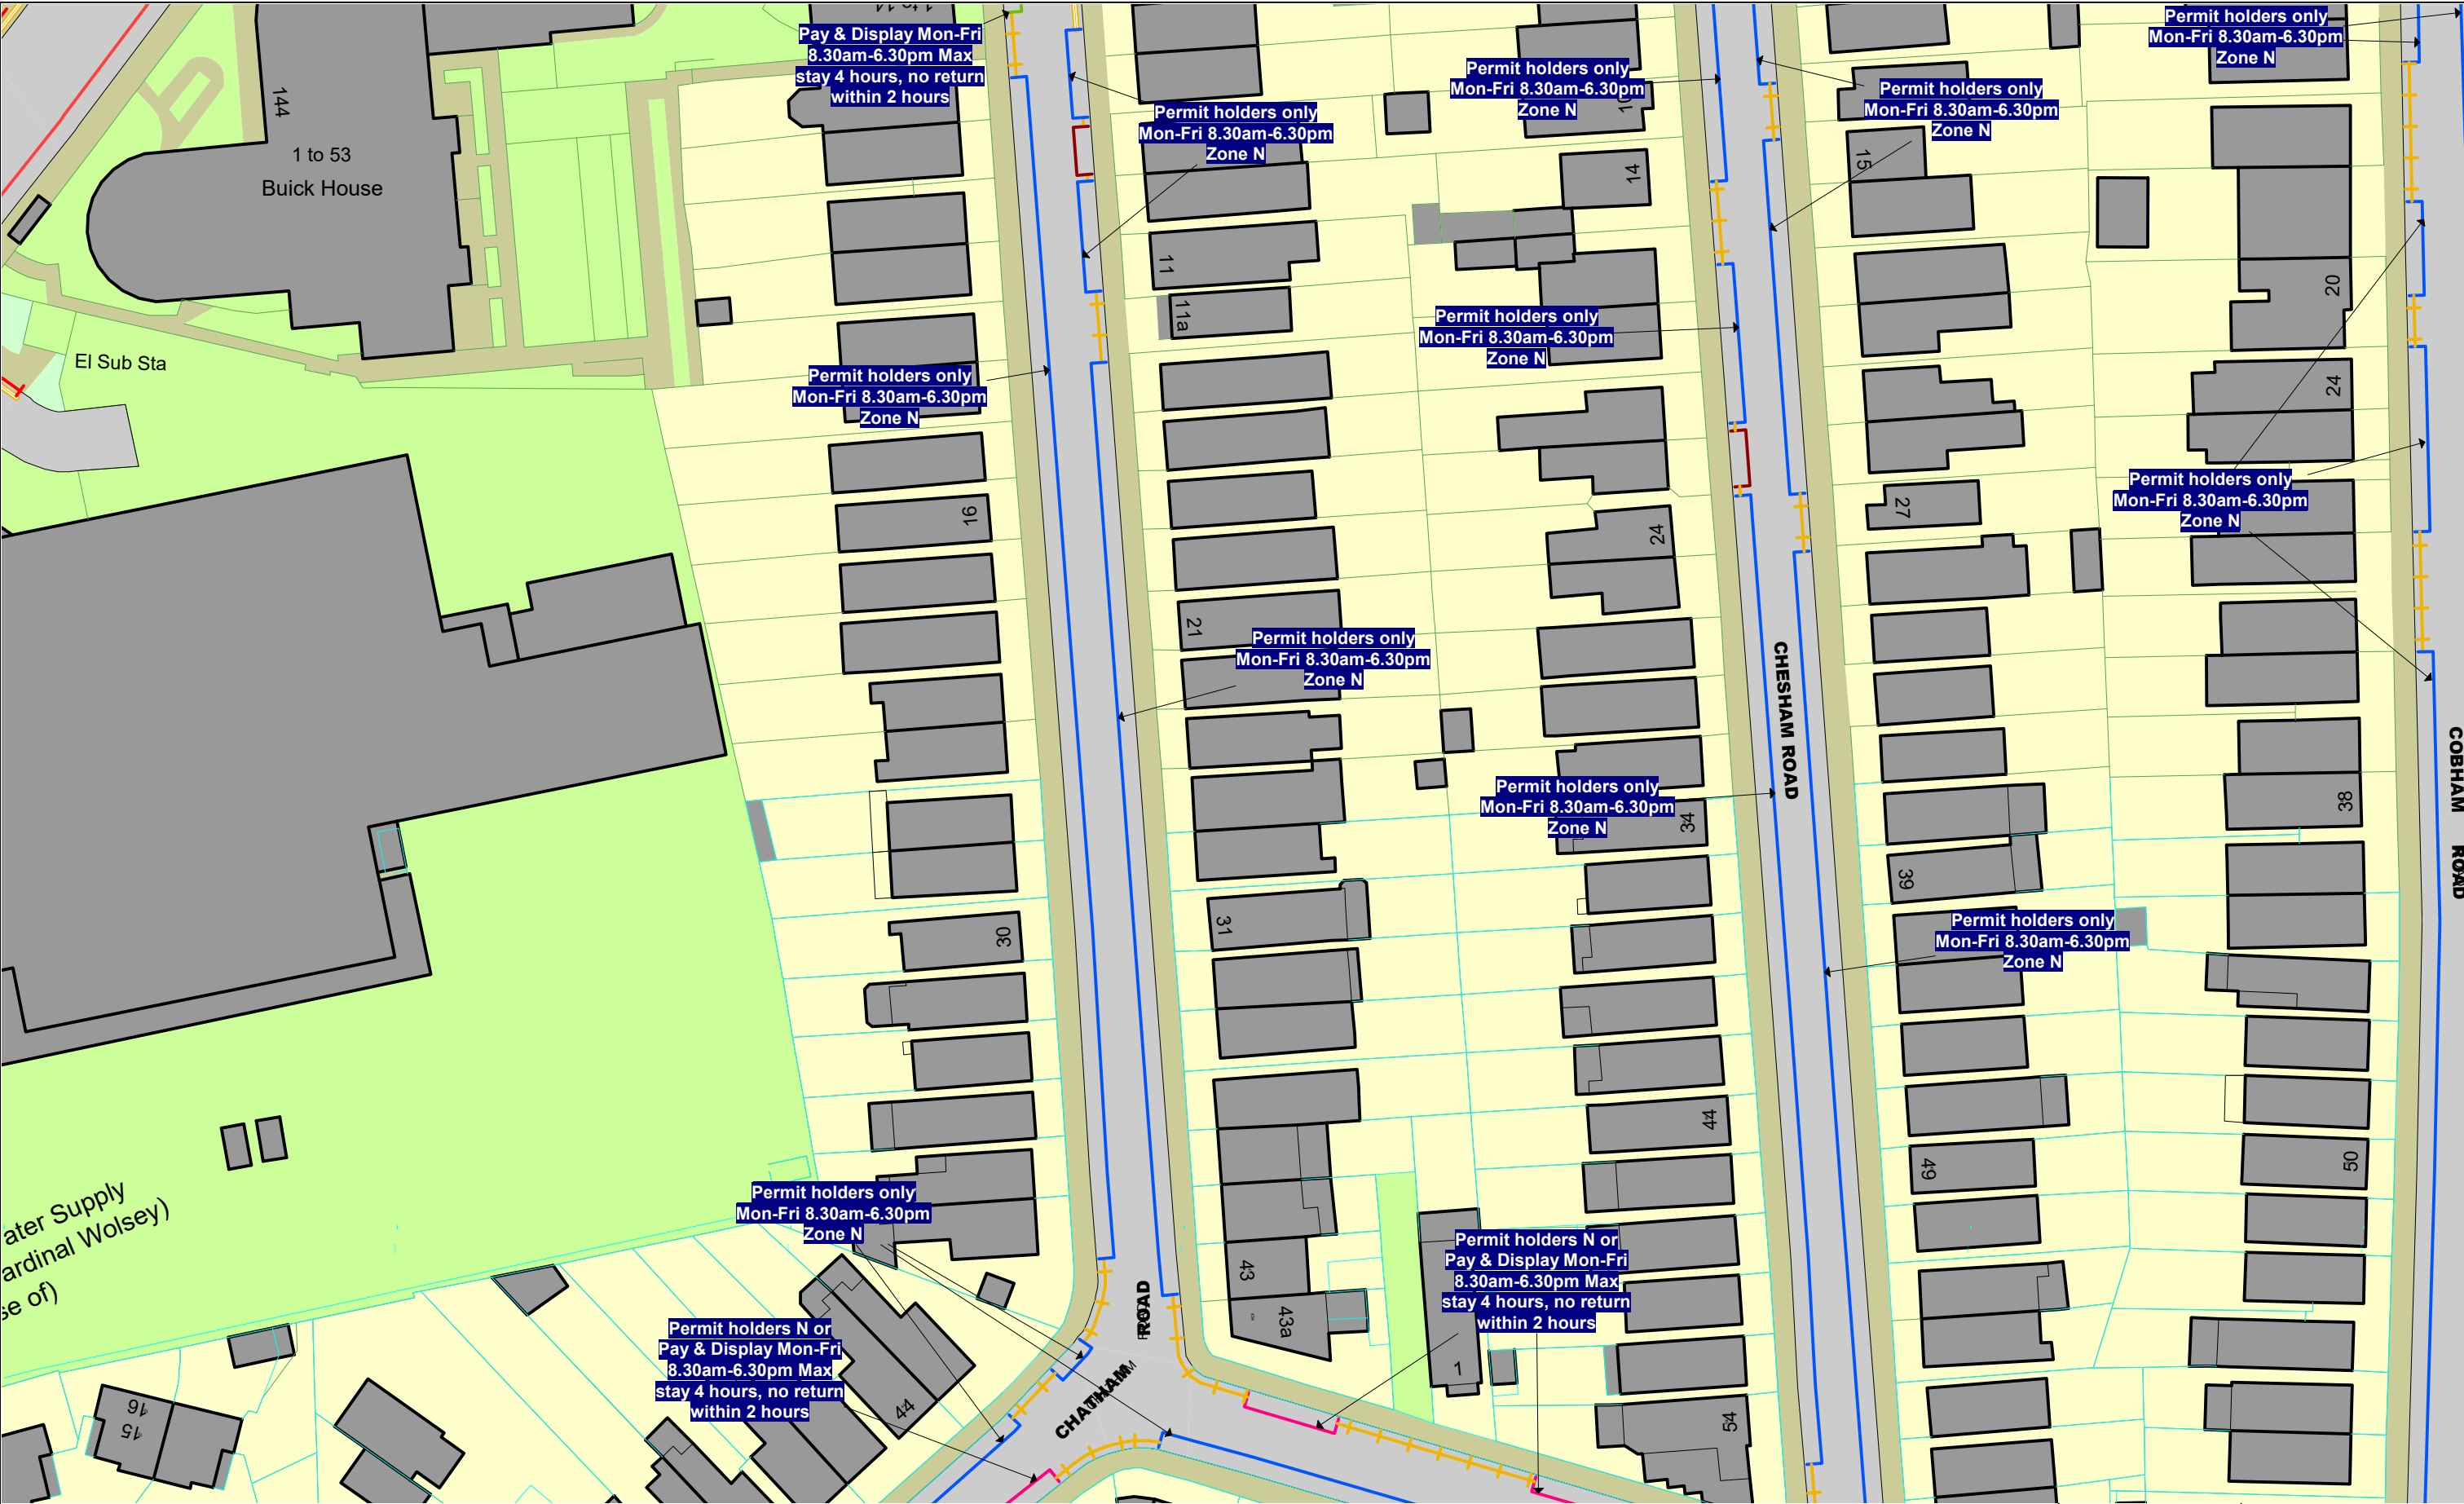 Pay & Display Mon-Fri
8.30am-6.30pm Max
stay 4 hours, no return
within 2 hours
Permit holders only
Mon-Fri 8.30am-6.30pm
Zone N
Permit holders only
Mon-Fri 8.30am-6.30pm
Zone N
Permit holders only
Mon-Fri 8.30am-6.30pm
Zone N
Permit holders only
Mon-Fri 8.30am-6.30pm
Zone N
144
1 to 53
Buick House
El Sub Sta
11
11a
14
15
20
24
Permit holders only
Mon-Fri 8.30am-6.30pm
Zone N
Permit holders only
Mon-Fri 8.30am-6.30pm
Zone N
Permit holders only
Mon-Fri 8.30am-6.30pm
Zone N
16
24
27
21
Permit holders only
Mon-Fri 8.30am-6.30pm
Zone N
CHESHAM ROAD
COBHAM ROAD
Permit holders only
Mon-Fri 8.30am-6.30pm
Zone N
34
38
39
31
30
Permit holders only
Mon-Fri 8.30am-6.30pm
Zone N
44
49
50
ater Supply
ardinal Wolsey)
se of)
Permit holders only
Mon-Fri 8.30am-6.30pm
Zone N
Permit holders N or
Pay & Display Mon-Fri
8.30am-6.30pm Max
stay 4 hours, no return
within 2 hours
43
43a
1
54
Permit holders N or
Pay & Display Mon-Fri
8.30am-6.30pm Max
stay 4 hours, no return
within 2 hours
44
16
15
CHATHAM ROAD